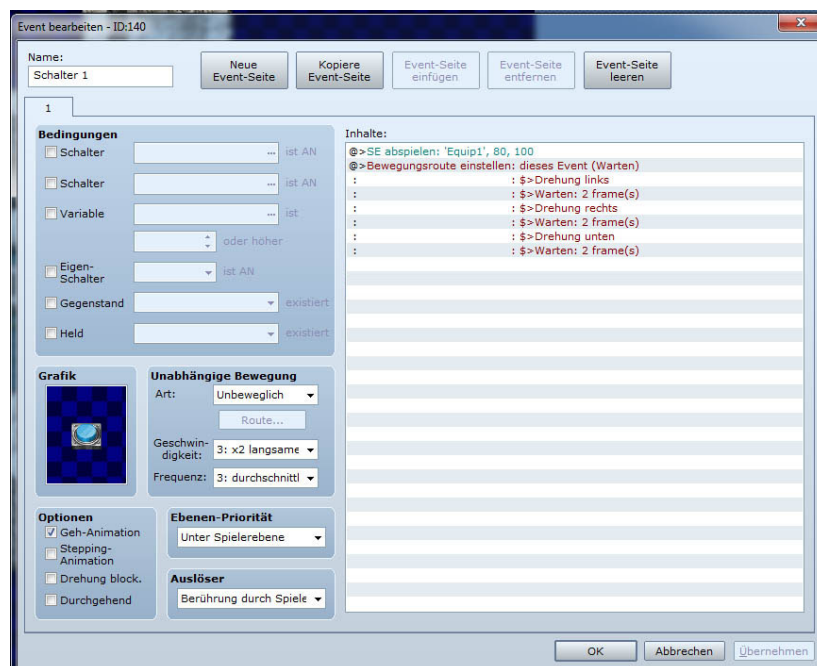 Event bearbeiten - ID:140
Name:
Schalter 1
Neue
Event-Seite
Kopiere
Event-Seite
Event-Seite
einfügen
Event-Seite
entfernen
Event-Seite
leeren
1
Bedingungen
Schalter ... ist AN
Schalter ... ist AN
Variable ... ist
oder höher
Eigen-
Schalter ist AN
Gegenstand existiert
Held existiert
Grafik
Unabhängige Bewegung
Art: Unbeweglich
Route...
Geschwin-
digkeit: 3: x2 langsame
Frequenz: 3: durchschnittl
Optionen
Geh-Animation
Stepping-
Animation
Drehung block.
Durchgehend
Ebenen-Priorität
Unter Spielerebene
Auslöser
Berührung durch Spiele
Inhalte:
@>SE abspielen: 'Equip1', 80, 100
@>Bewegungsroute einstellen: dieses Event (Warten)
: : $>Drehung links
: : $>Warten: 2 frame(s)
: : $>Drehung rechts
: : $>Warten: 2 frame(s)
: : $>Drehung unten
: : $>Warten: 2 frame(s)
OK Abbrechen Übernehmen